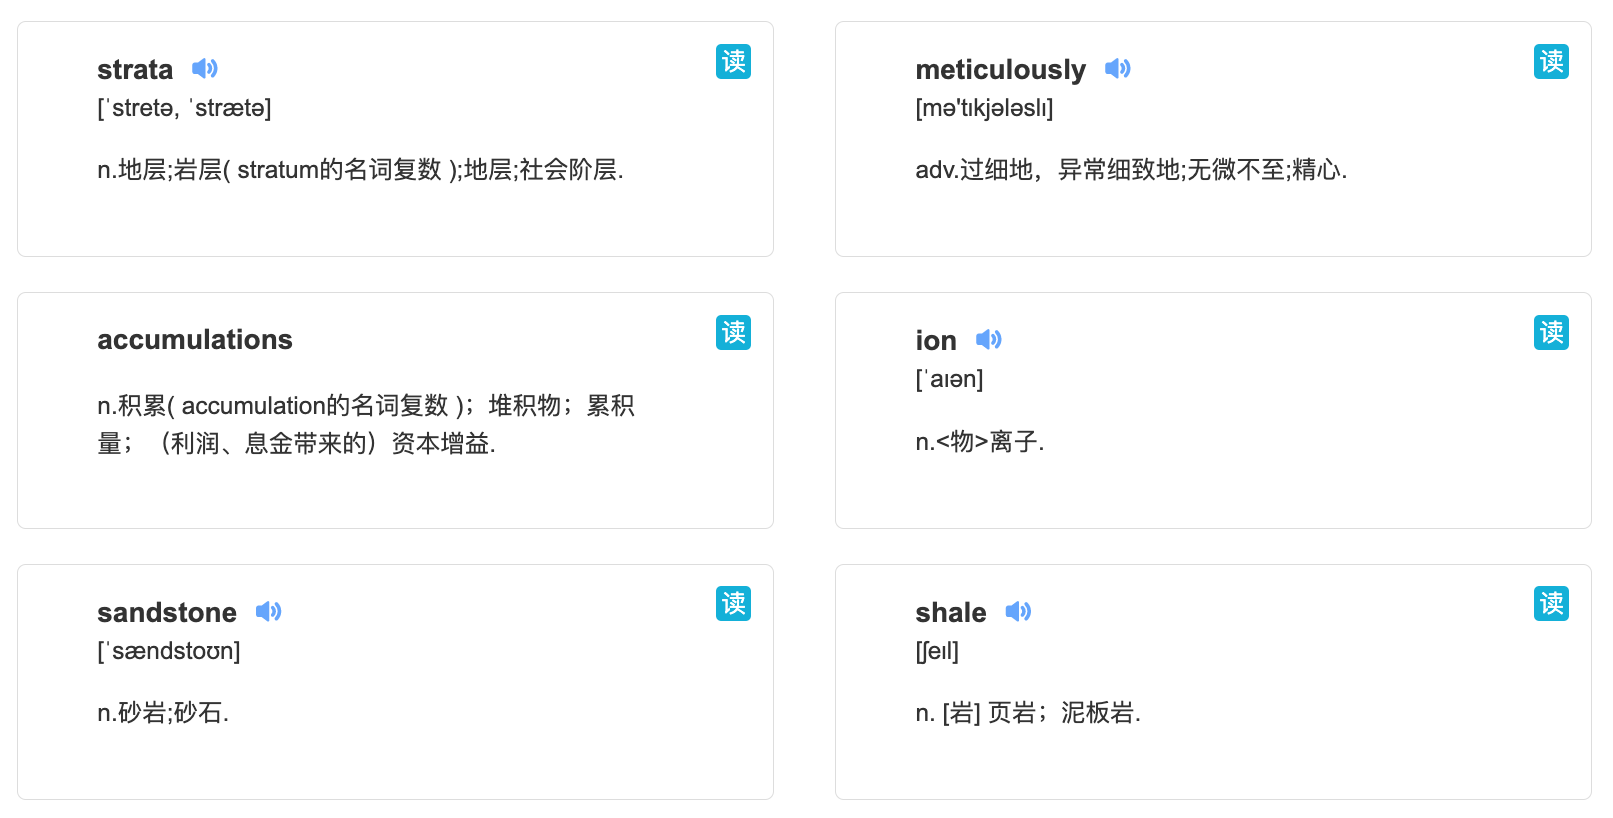 strata
读
[ˈstretə, ˈstrætə]
n.地层;岩层( stratum的名词复数 );地层;社会阶层.
meticulously
读
[mə'tɪkjələslɪ]
adv.过细地，异常细致地;无微不至;精心.
accumulations
读
n.积累( accumulation的名词复数 )；堆积物；累积
量；（利润、息金带来的）资本增益.
ion
读
[ˈaɪən]
n.<物>离子.
sandstone
读
[ˈsændstoʊn]
n.砂岩;砂石.
shale
读
[ʃeɪl]
n. [岩] 页岩；泥板岩.